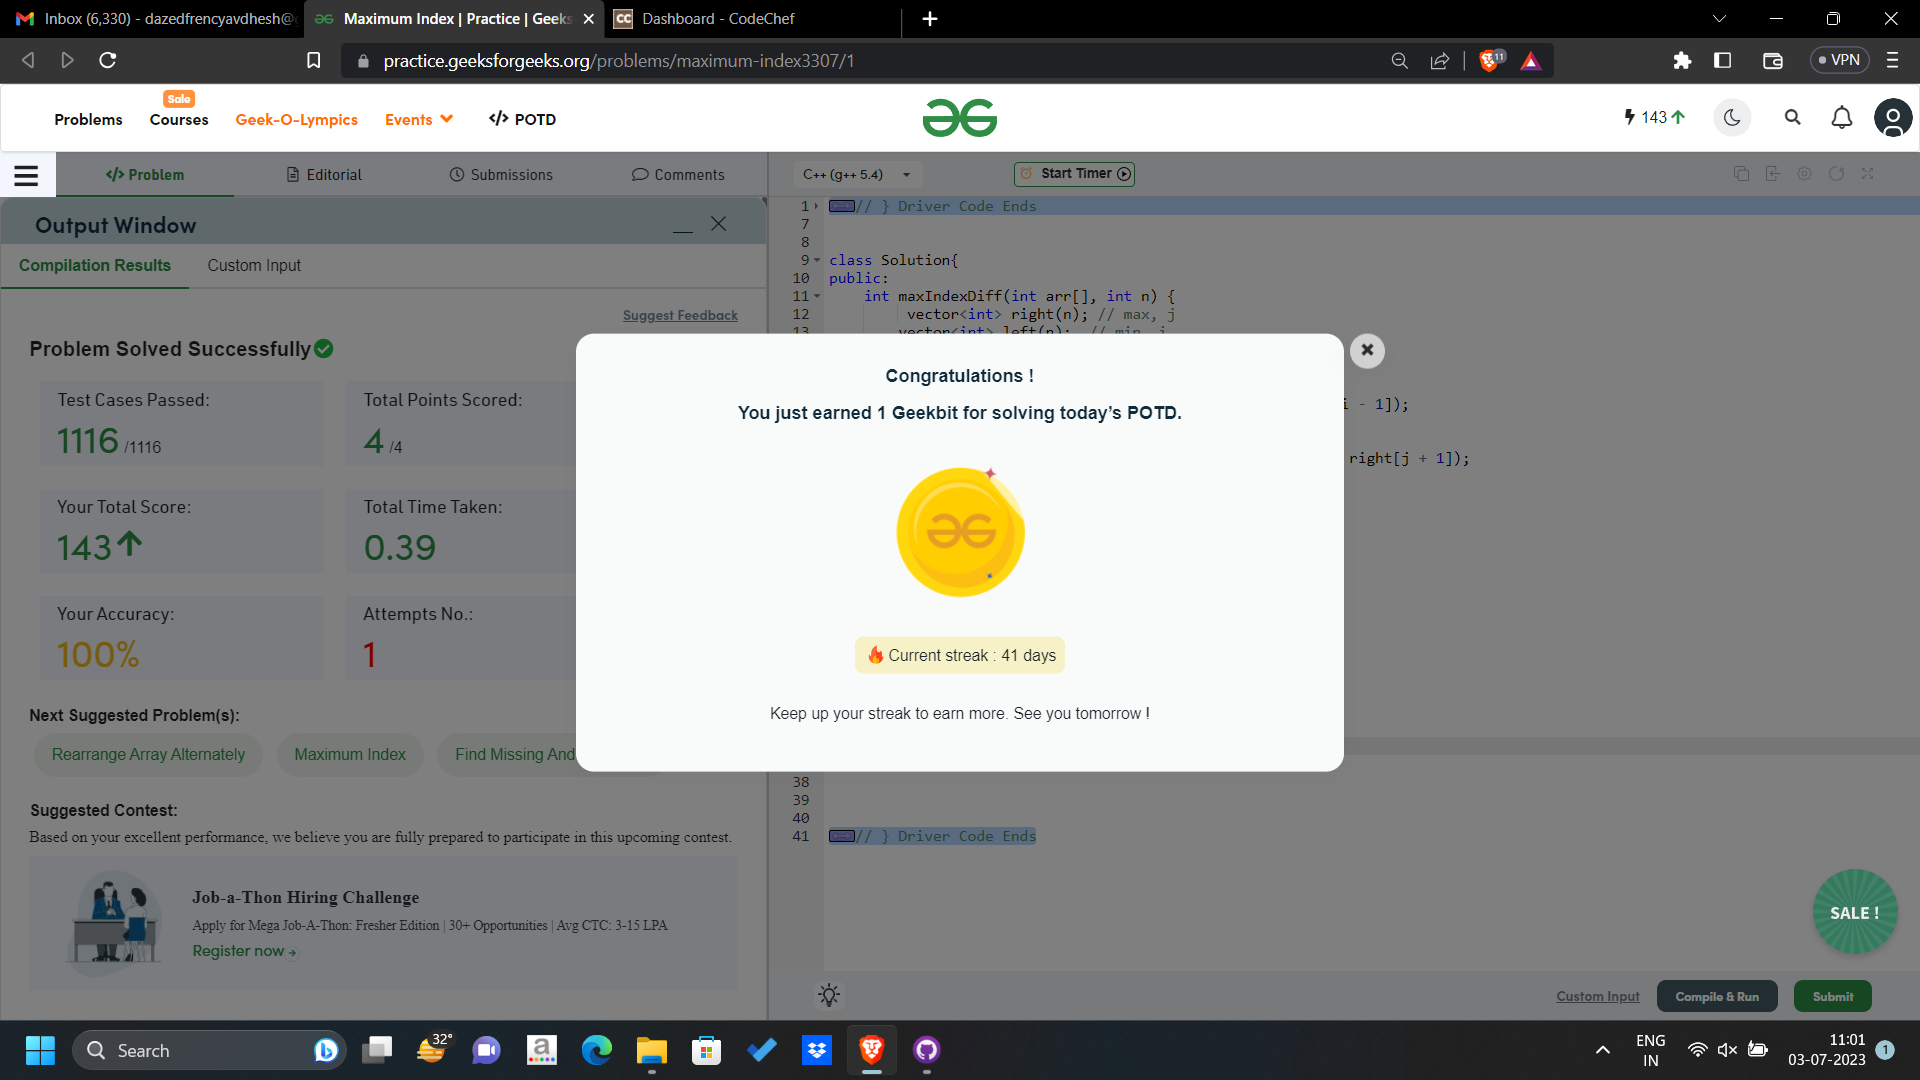 Inbox (6,330) - dazedfrencyavdhesh@
Maximum Index | Practice | Geeks
CC Dashboard - CodeChef
practice.geeksforgeeks.org/problems/maximum-index3307/1
11
VPN
Sale
Problems Courses Geek-O-Lympics Events </> POTD
143
</> Problem Editorial Submissions Comments
C++ (g++ 5.4) Start Timer
Output Window
Compilation Results Custom Input
Suggest Feedback
Problem Solved Successfully
Test Cases Passed: Total Points Scored:
1116 /1116 4 /4
Your Total Score: Total Time Taken:
143 0.39
Your Accuracy: Attempts No.:
100% 1
Next Suggested Problem(s):
Rearrange Array Alternately Maximum Index Find Missing And
Suggested Contest:
Based on your excellent performance, we believe you are fully prepared to participate in this upcoming contest.
Job-a-Thon Hiring Challenge
Apply for Mega Job-A-Thon: Fresher Edition | 30+ Opportunities | Avg CTC: 3-15 LPA
Register now
1 // } Driver Code Ends
7
8
9 class Solution{
10 public:
11 int maxIndexDiff(int arr[], int n) {
12 vector<int> right(n); // max, j
13 vector<int> left(n); // min, i
i - 1]);
right[j + 1]);
38
39
40
41 // } Driver Code Ends
Congratulations !
You just earned 1 Geekbit for solving today’s POTD.
Current streak : 41 days
Keep up your streak to earn more. See you tomorrow !
SALE !
Custom Input Compile & Run Submit
Search
32°
a
ENG
IN
11:01
03-07-2023
1